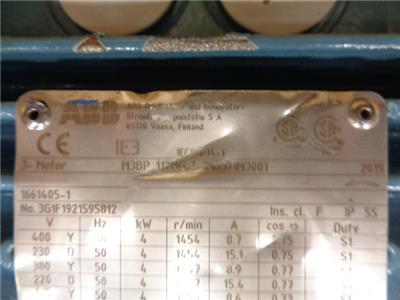 ABB
65320 Vaasa, Finland
CE IE3
3~ Motor M3BP 2019
1661405-1
No. 3G1F1921595812 Ins. cl. F IP 55
V Hz kW r/min A cos φ Duty
400 Y 50 4 1454 8.7 0.75 S1
230 D 50 4 1454 15.1 0.75 S1
380 Y 50 4 8.9 0.77 S1
220 D 50 4 15.4 0.77 S1